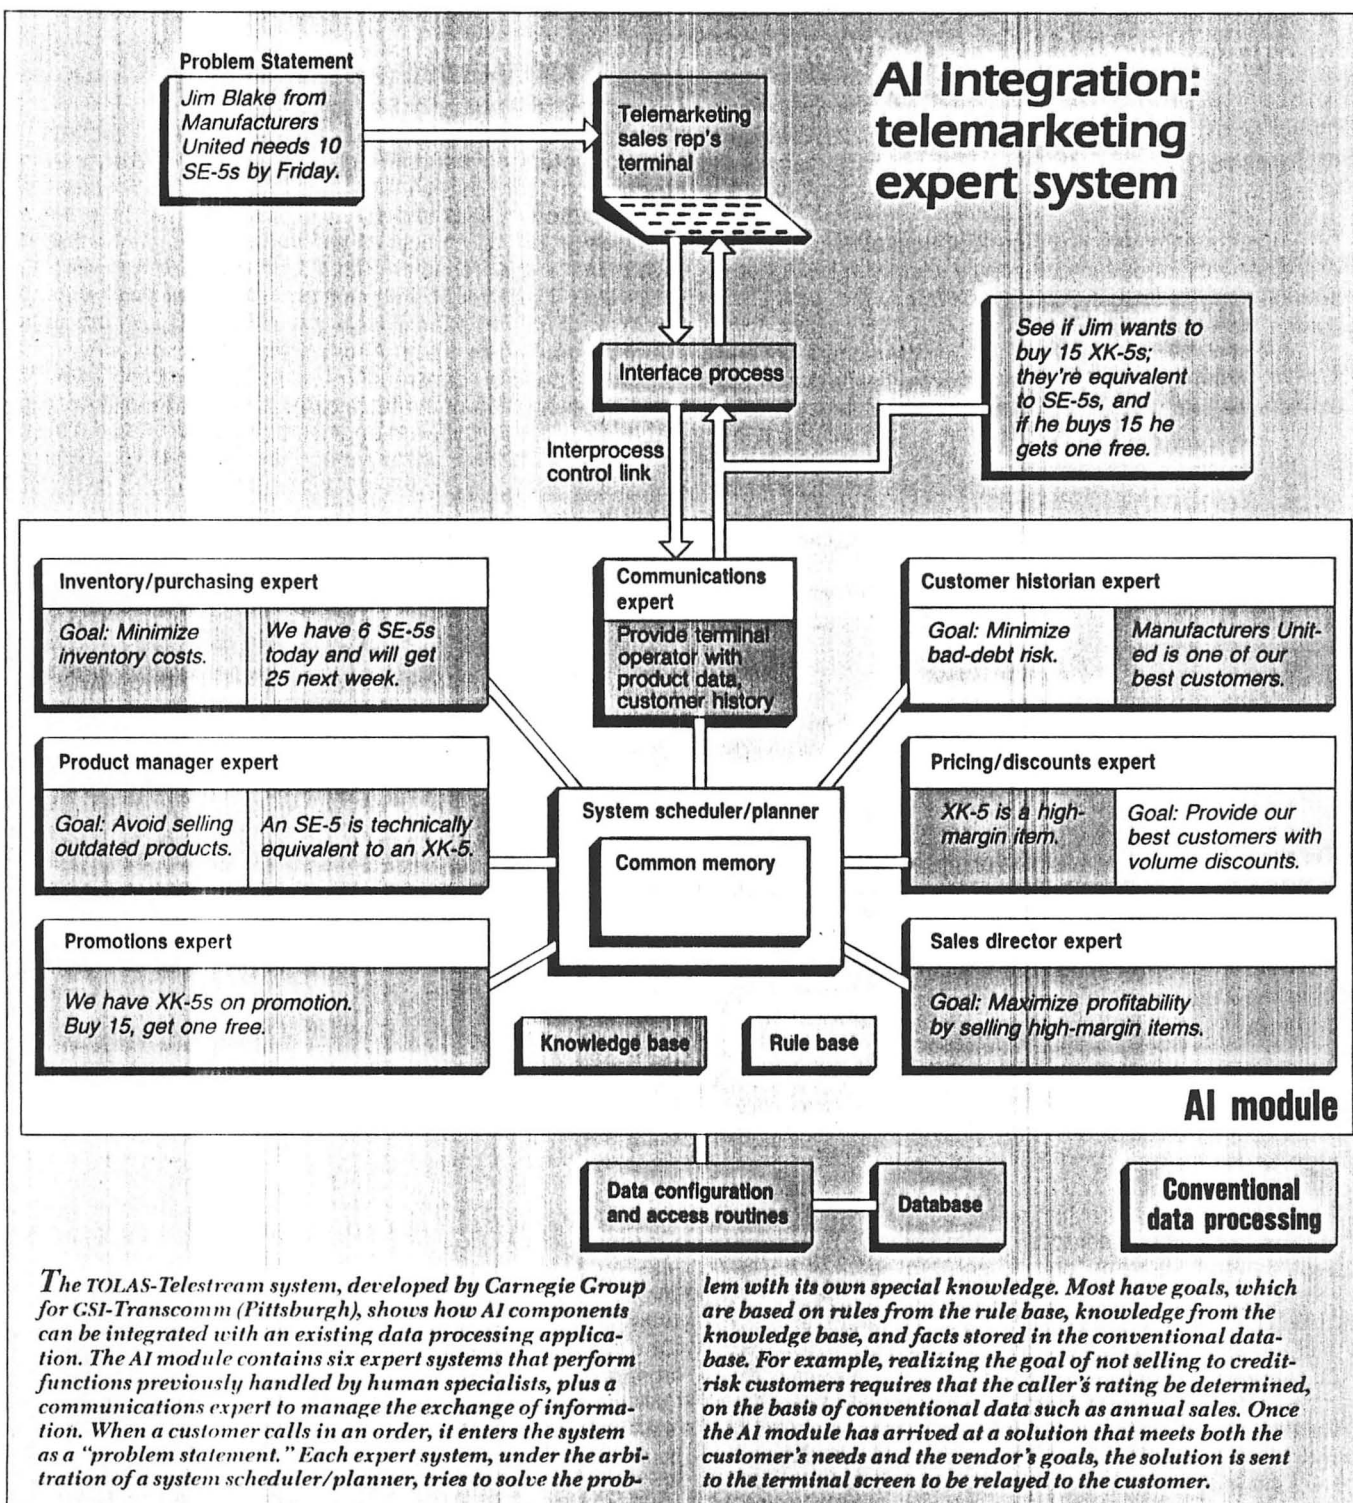 AI integration:
telemarketing
expert system
Problem Statement
Jim Blake from
Manufacturers
United needs 10
SE-5s by Friday.
Telemarketing
sales rep's
terminal
Interface process
See if Jim wants to
buy 15 XK-5s;
they're equivalent
to SE-5s, and
if he buys 15 he
gets one free.
Interprocess
control link
Inventory/purchasing expert
Goal: Minimize
inventory costs.
We have 6 SE-5s
today and will get
25 next week.
Communications
expert
Provide terminal
operator with
product data,
customer history
Customer historian expert
Goal: Minimize
bad-debt risk.
Manufacturers Unit-
ed is one of our
best customers.
Product manager expert
Goal: Avoid selling
outdated products.
An SE-5 is technically
equivalent to an XK-5.
System scheduler/planner
Common memory
Pricing/discounts expert
XK-5 is a high-
margin item.
Goal: Provide our
best customers with
volume discounts.
Promotions expert
We have XK-5s on promotion.
Buy 15, get one free.
Sales director expert
Goal: Maximize profitability
by selling high-margin items.
Knowledge base
Rule base
AI module
Data configuration
and access routines
Database
Conventional
data processing
The TOLAS-Telestream system, developed by Carnegie Group
for GSI-Transcomm (Pittsburgh), shows how AI components
can be integrated with an existing data processing applica-
tion. The AI module contains six expert systems that perform
functions previously handled by human specialists, plus a
communications expert to manage the exchange of informa-
tion. When a customer calls in an order, it enters the system
as a "problem statement." Each expert system, under the arbi-
tration of a system scheduler/planner, tries to solve the prob-
lem with its own special knowledge. Most have goals, which
are based on rules from the rule base, knowledge from the
knowledge base, and facts stored in the conventional data-
base. For example, realizing the goal of not selling to credit-
risk customers requires that the caller's rating be determined,
on the basis of conventional data such as annual sales. Once
the AI module has arrived at a solution that meets both the
customer's needs and the vendor's goals, the solution is sent
to the terminal screen to be relayed to the customer.